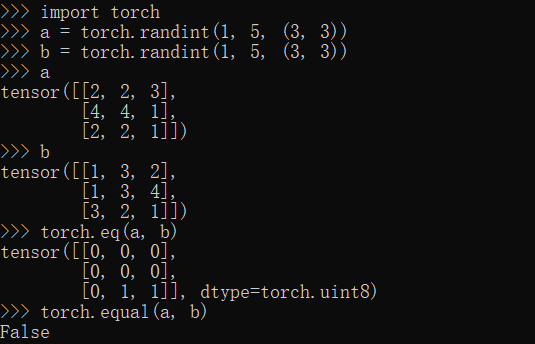 >>> import torch
>>> a = torch.randint(1, 5, (3, 3))
>>> b = torch.randint(1, 5, (3, 3))
>>> a
tensor([[2, 2, 3],
        [4, 4, 1],
        [2, 2, 1]])
>>> b
tensor([[1, 3, 2],
        [1, 3, 4],
        [3, 2, 1]])
>>> torch.eq(a, b)
tensor([[0, 0, 0],
        [0, 0, 0],
        [0, 1, 1]], dtype=torch.uint8)
>>> torch.equal(a, b)
False